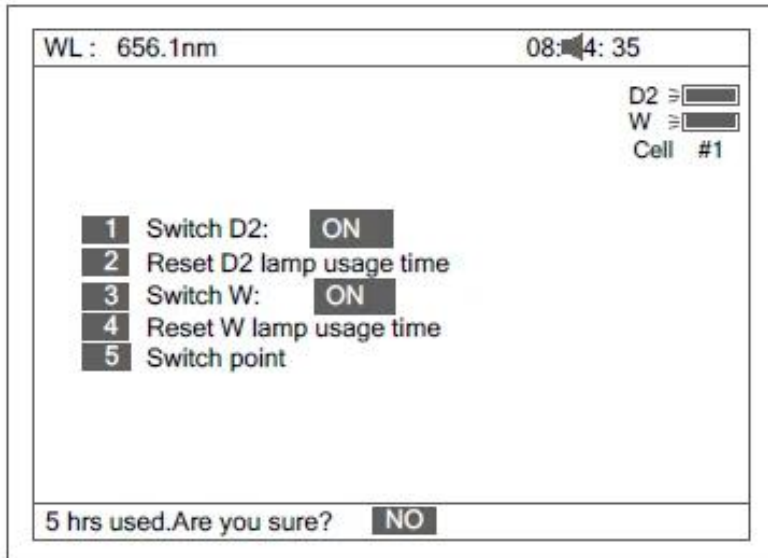 WL : 656.1nm 08: 4: 35
D2
W
Cell #1
1 Switch D2: ON
2 Reset D2 lamp usage time
3 Switch W: ON
4 Reset W lamp usage time
5 Switch point
5 hrs used.Are you sure? NO